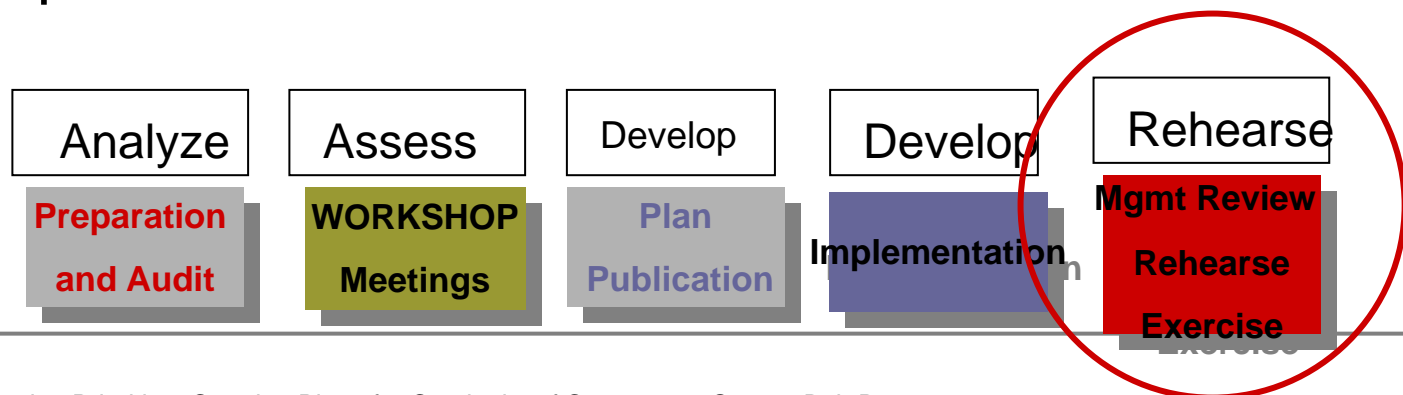 Analyze
Assess
Develop
Develop
Rehearse
Preparation
and Audit
WORKSHOP
Meetings
Plan
Publication
Implementation
Mgmt Review
Rehearse
Exercise